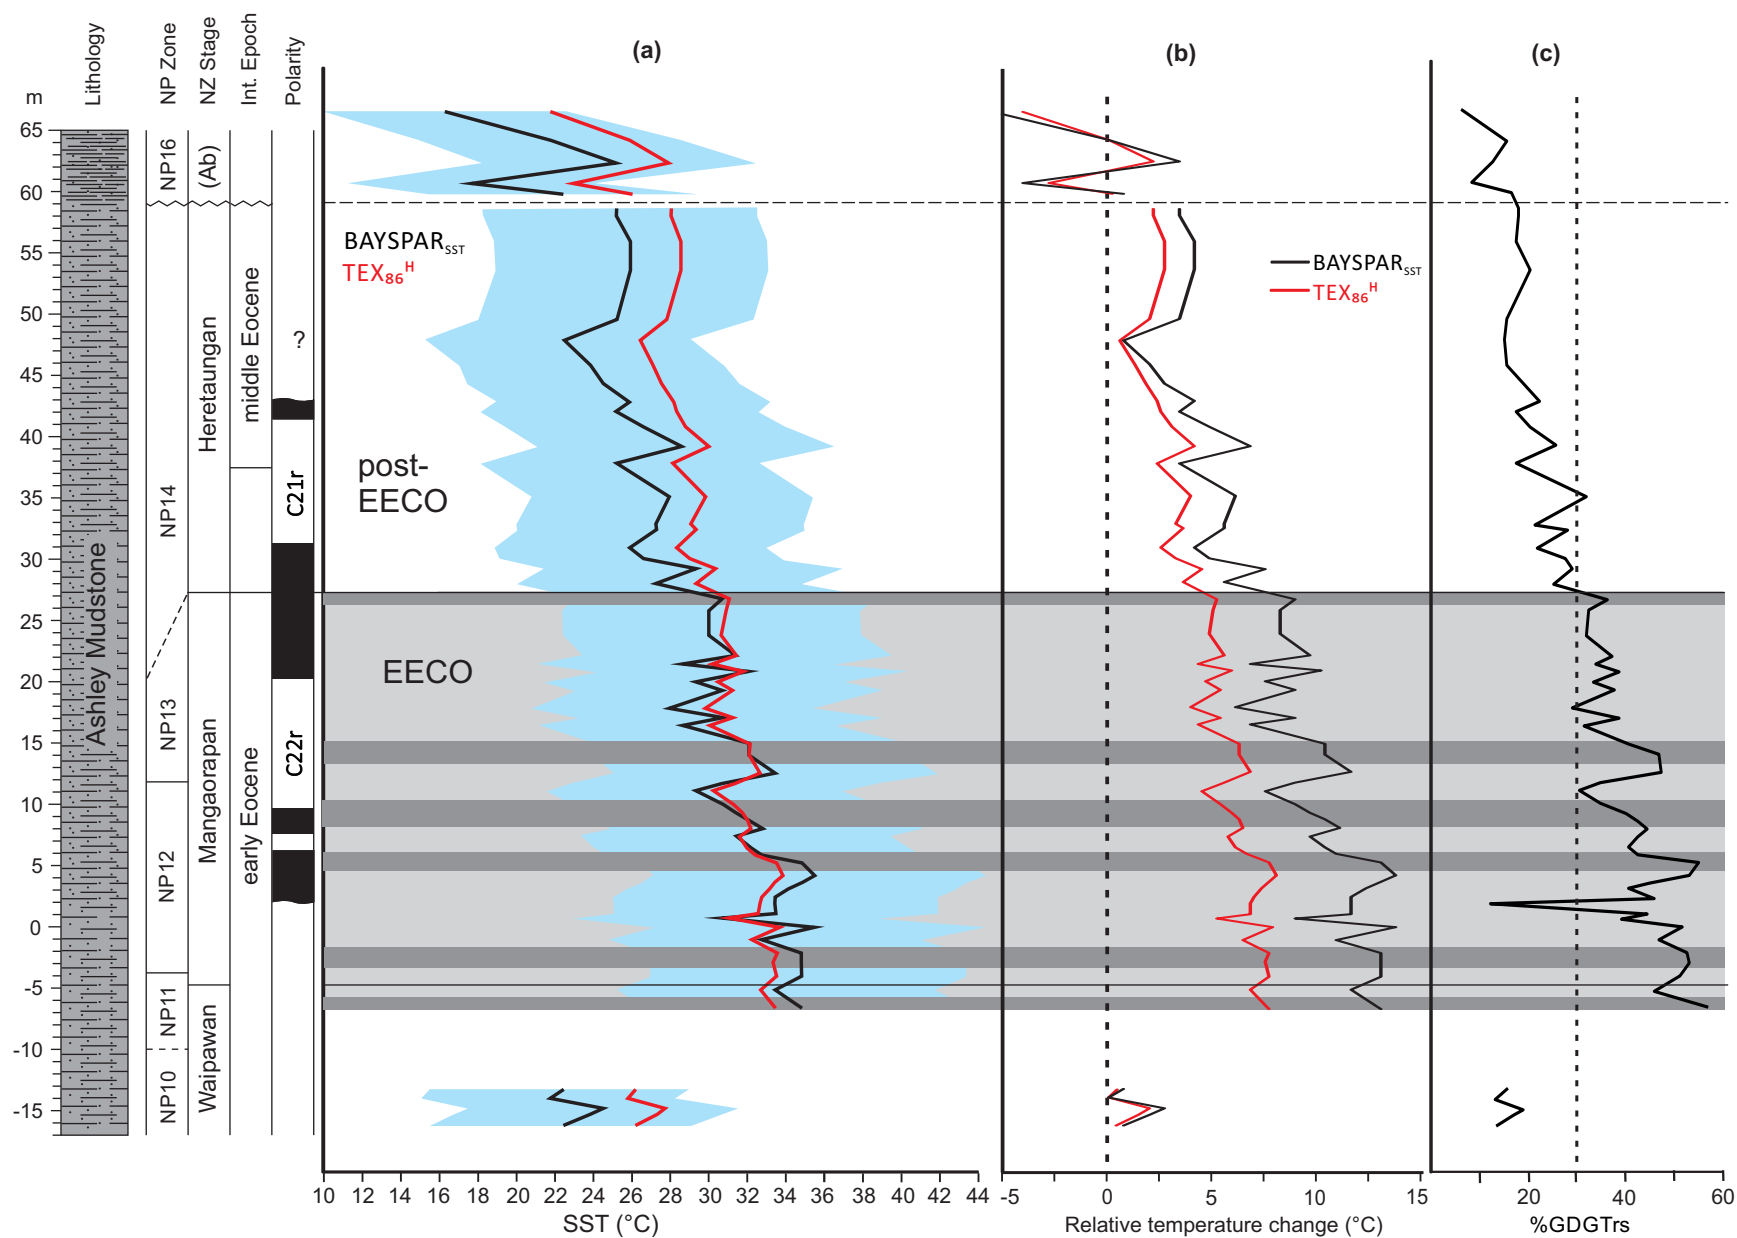 (a)
(b)
(c)
m
Lithology
NP Zone
NZ Stage
Int. Epoch
Polarity
65
60
55
50
45
40
35
30
25
20
15
10
5
0
-5
-10
-15
Ashley Mudstone
NP16
NP14
NP13
NP12
NP11
NP10
(Ab)
Heretaungan
Mangaorapan
Waipawan
middle Eocene
early Eocene
?
C21r
C22r
BAYSPAR_SST
TEX₈₆ᴴ
post-
EECO
EECO
BAYSPAR_SST
TEX₈₆ᴴ
10 12 14 16 18 20 22 24 26 28 30 32 34 36 38 40 42 44
SST (°C)
-5 0 5 10 15
Relative temperature change (°C)
20 40 60
%GDGTrs